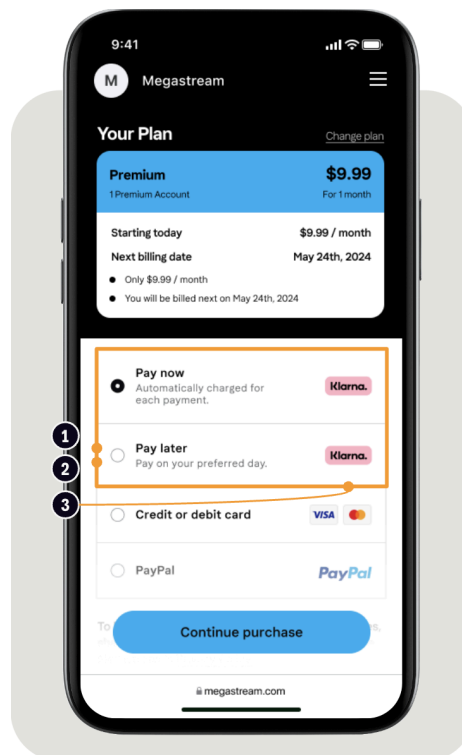 9:41
M Megastream
Your Plan Change plan
Premium $9.99
1 Premium Account For 1 month
Starting today $9.99 / month
Next billing date May 24th, 2024
Only $9.99 / month
You will be billed next on May 24th, 2024
Pay now
Automatically charged for
each payment.
Klarna.
1
Pay later
Pay on your preferred day.
Klarna.
2
3
Credit or debit card VISA
PayPal PayPal
To
Continue purchase
megastream.com